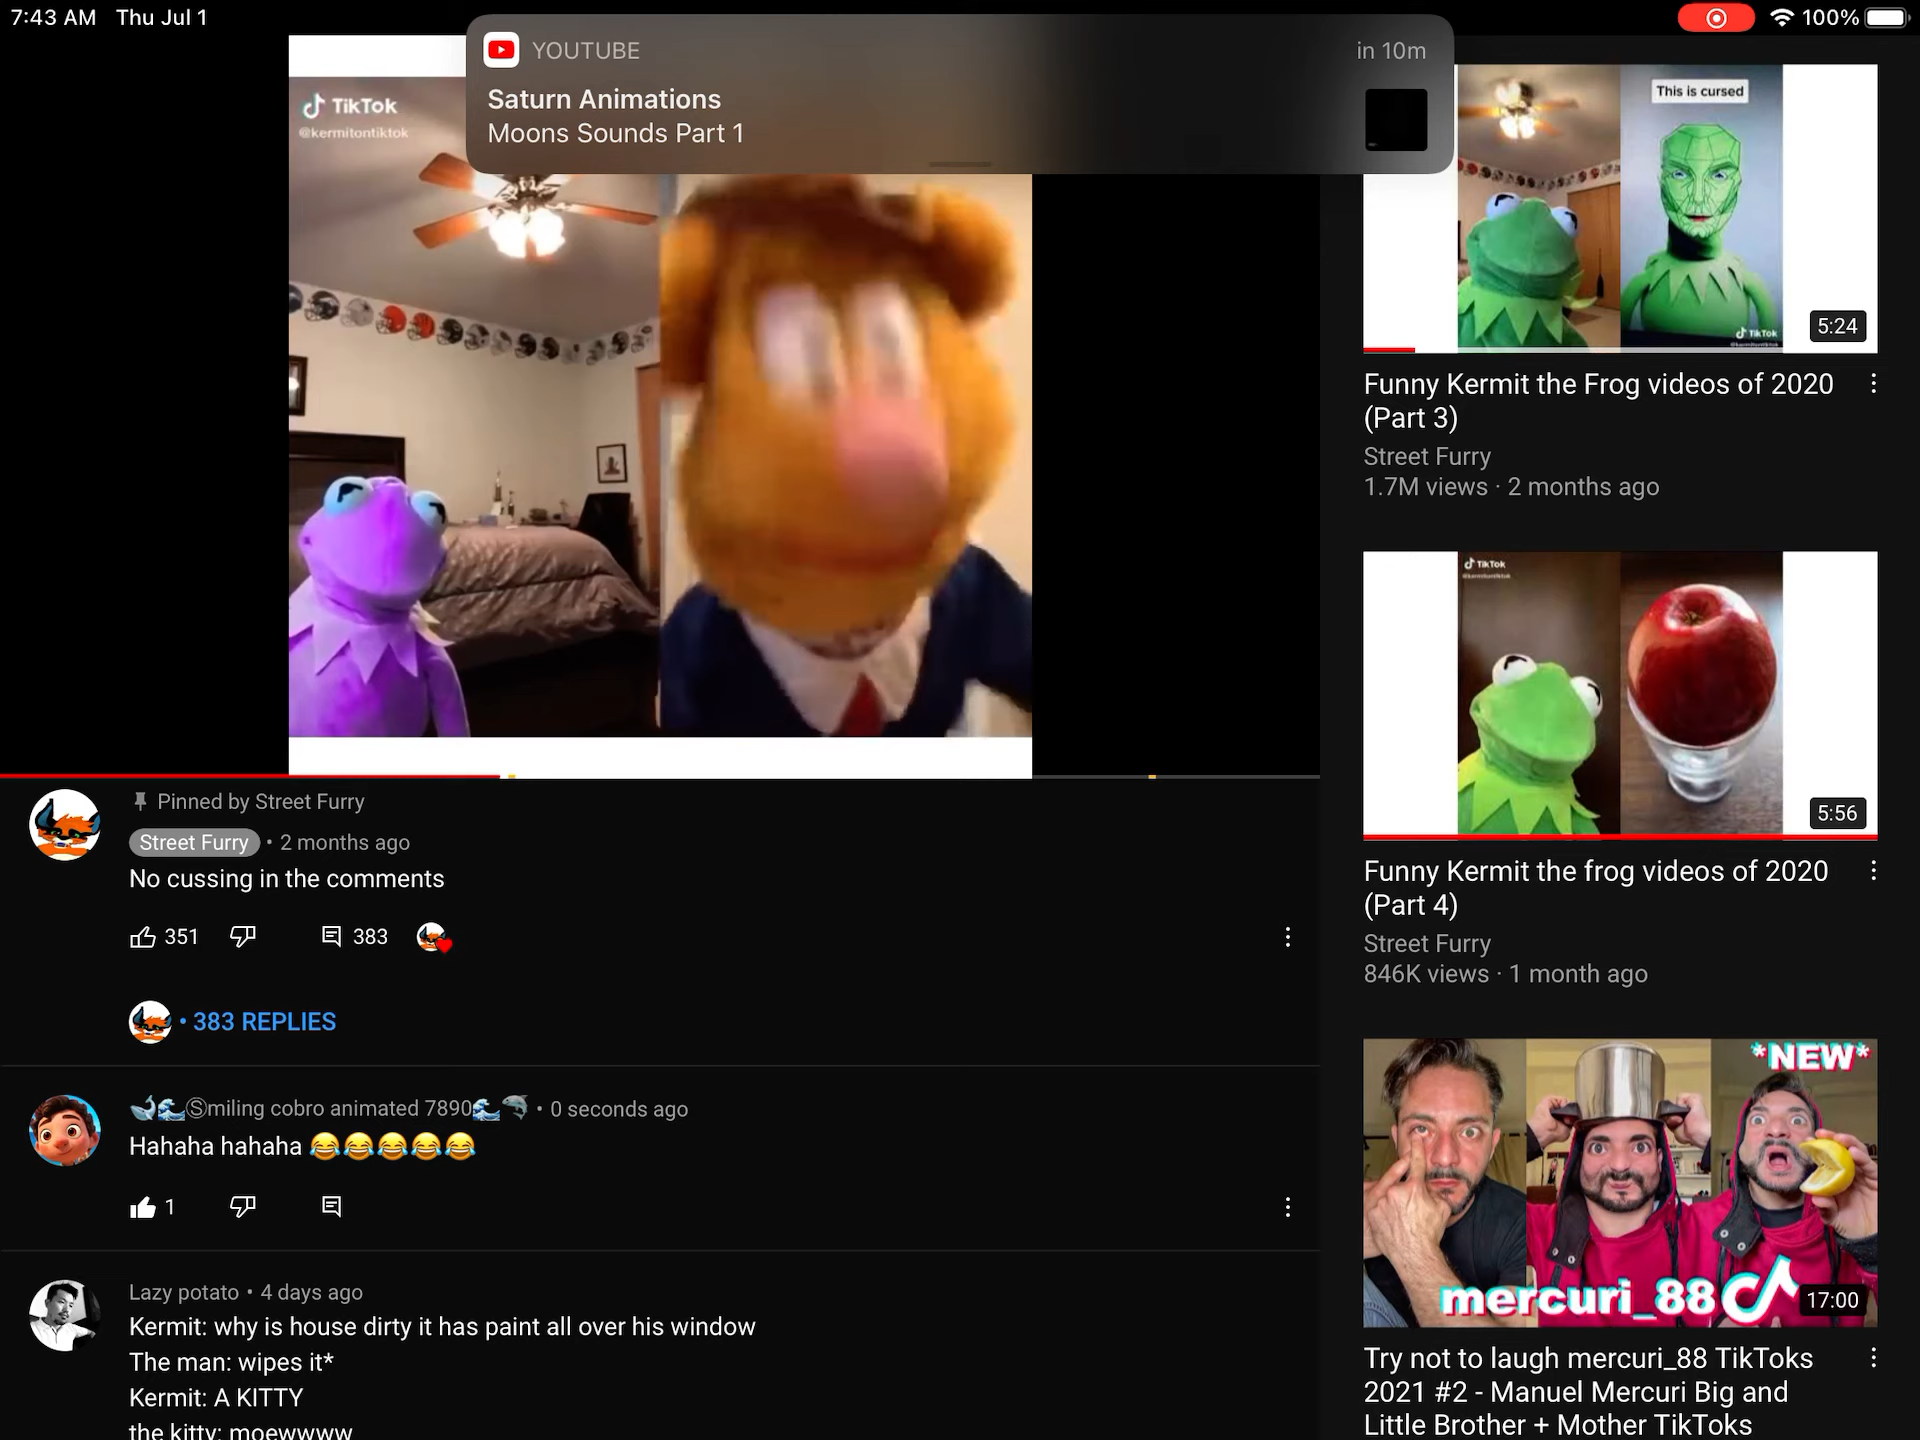 7:43 AM Thu Jul 1
100%
YOUTUBE
in 10m
Saturn Animations
Moons Sounds Part 1
TikTok
@kermitontiktok
Pinned by Street Furry
Street Furry • 2 months ago
No cussing in the comments
351
383
• 383 REPLIES
🐳🌊Ⓢmiling cobro animated 7890🌊🐬 • 0 seconds ago
Hahaha hahaha 😂😂😂😂😂
1
Lazy potato • 4 days ago
Kermit: why is house dirty it has paint all over his window
The man: wipes it*
Kermit: A KITTY
the kitty: moewwww
This is cursed
TikTok
5:24
Funny Kermit the Frog videos of 2020
(Part 3)
Street Furry
1.7M views · 2 months ago
TikTok
5:56
Funny Kermit the frog videos of 2020
(Part 4)
Street Furry
846K views · 1 month ago
*NEW*
mercuri_88
17:00
Try not to laugh mercuri_88 TikToks
2021 #2 - Manuel Mercuri Big and
Little Brother + Mother TikToks